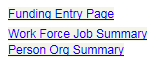 Funding Entry Page
Work Force Job Summary
Person Org Summary